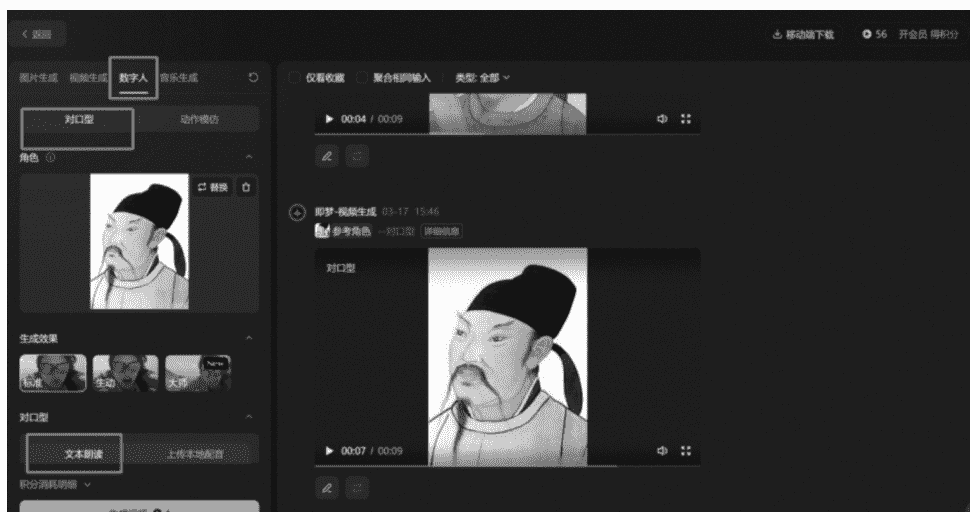 返回
移动端下载 56 开会员 得积分
图片生成 视频生成 数字人 音乐生成
仅看收藏 聚合相同输入 类型: 全部
对口型 动作模仿
00:04 / 00:09
角色
替换
即梦-视频生成 03-17 15:46
参考角色 对口型 详细信息
对口型
生成效果
标准 生动 大师 New
对口型
文本朗读 上传本地配音
00:07 / 00:09
积分消耗明细